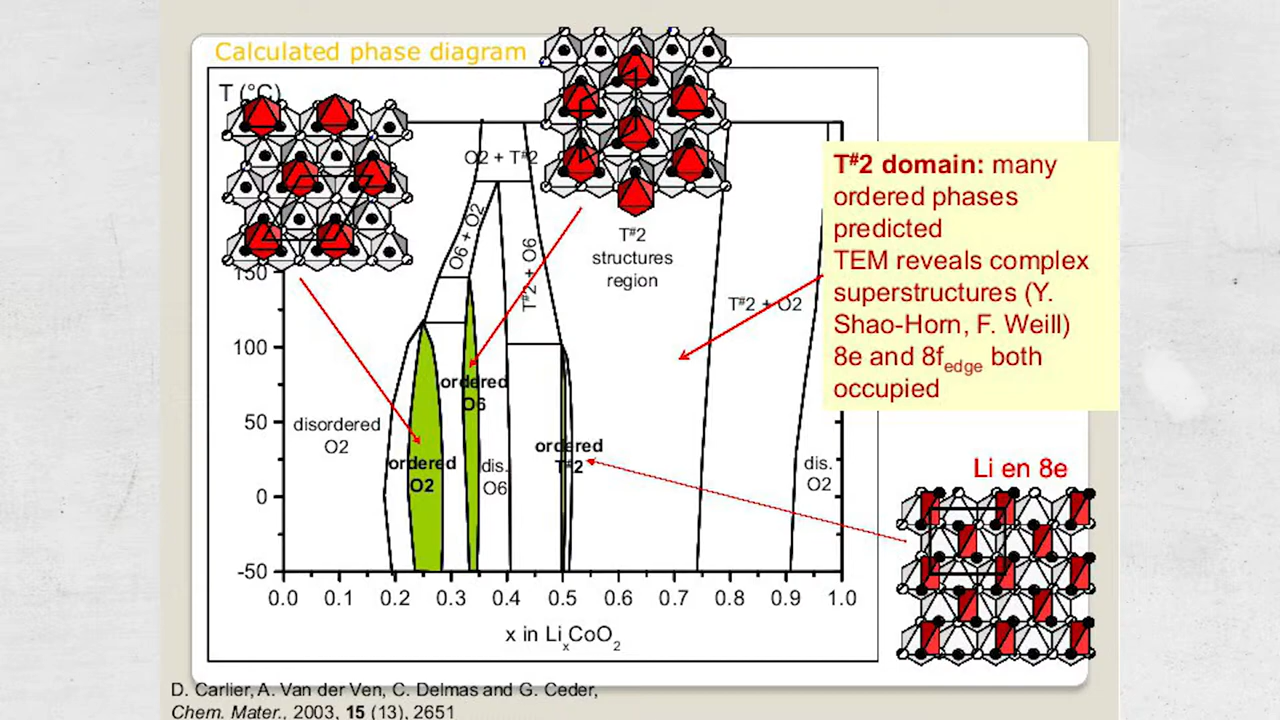 Calculated phase diagram
T (°C)
O2 + T#2
O6 + O2
T#2 + O6
T#2
structures
region
T#2 + O2
T#2 domain: many
ordered phases
predicted
TEM reveals complex
superstructures (Y.
Shao-Horn, F. Weill)
8e and 8fedge both
occupied
150
100
50
0
-50
disordered
O2
ordered
O2
ordered
O6
dis.
O6
ordered
T#2
dis.
O2
Li en 8e
0.0 0.1 0.2 0.3 0.4 0.5 0.6 0.7 0.8 0.9 1.0
x in LixCoO2
D. Carlier, A. Van der Ven, C. Delmas and G. Ceder,
Chem. Mater., 2003, 15 (13), 2651